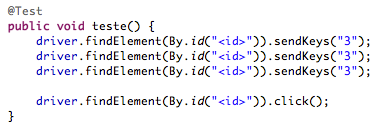 @Test
public void teste() {
    driver.findElement(By.id("<id>")).sendKeys("3");
    driver.findElement(By.id("<id>")).sendKeys("3");
    driver.findElement(By.id("<id>")).sendKeys("3");

    driver.findElement(By.id("<id>")).click();
}